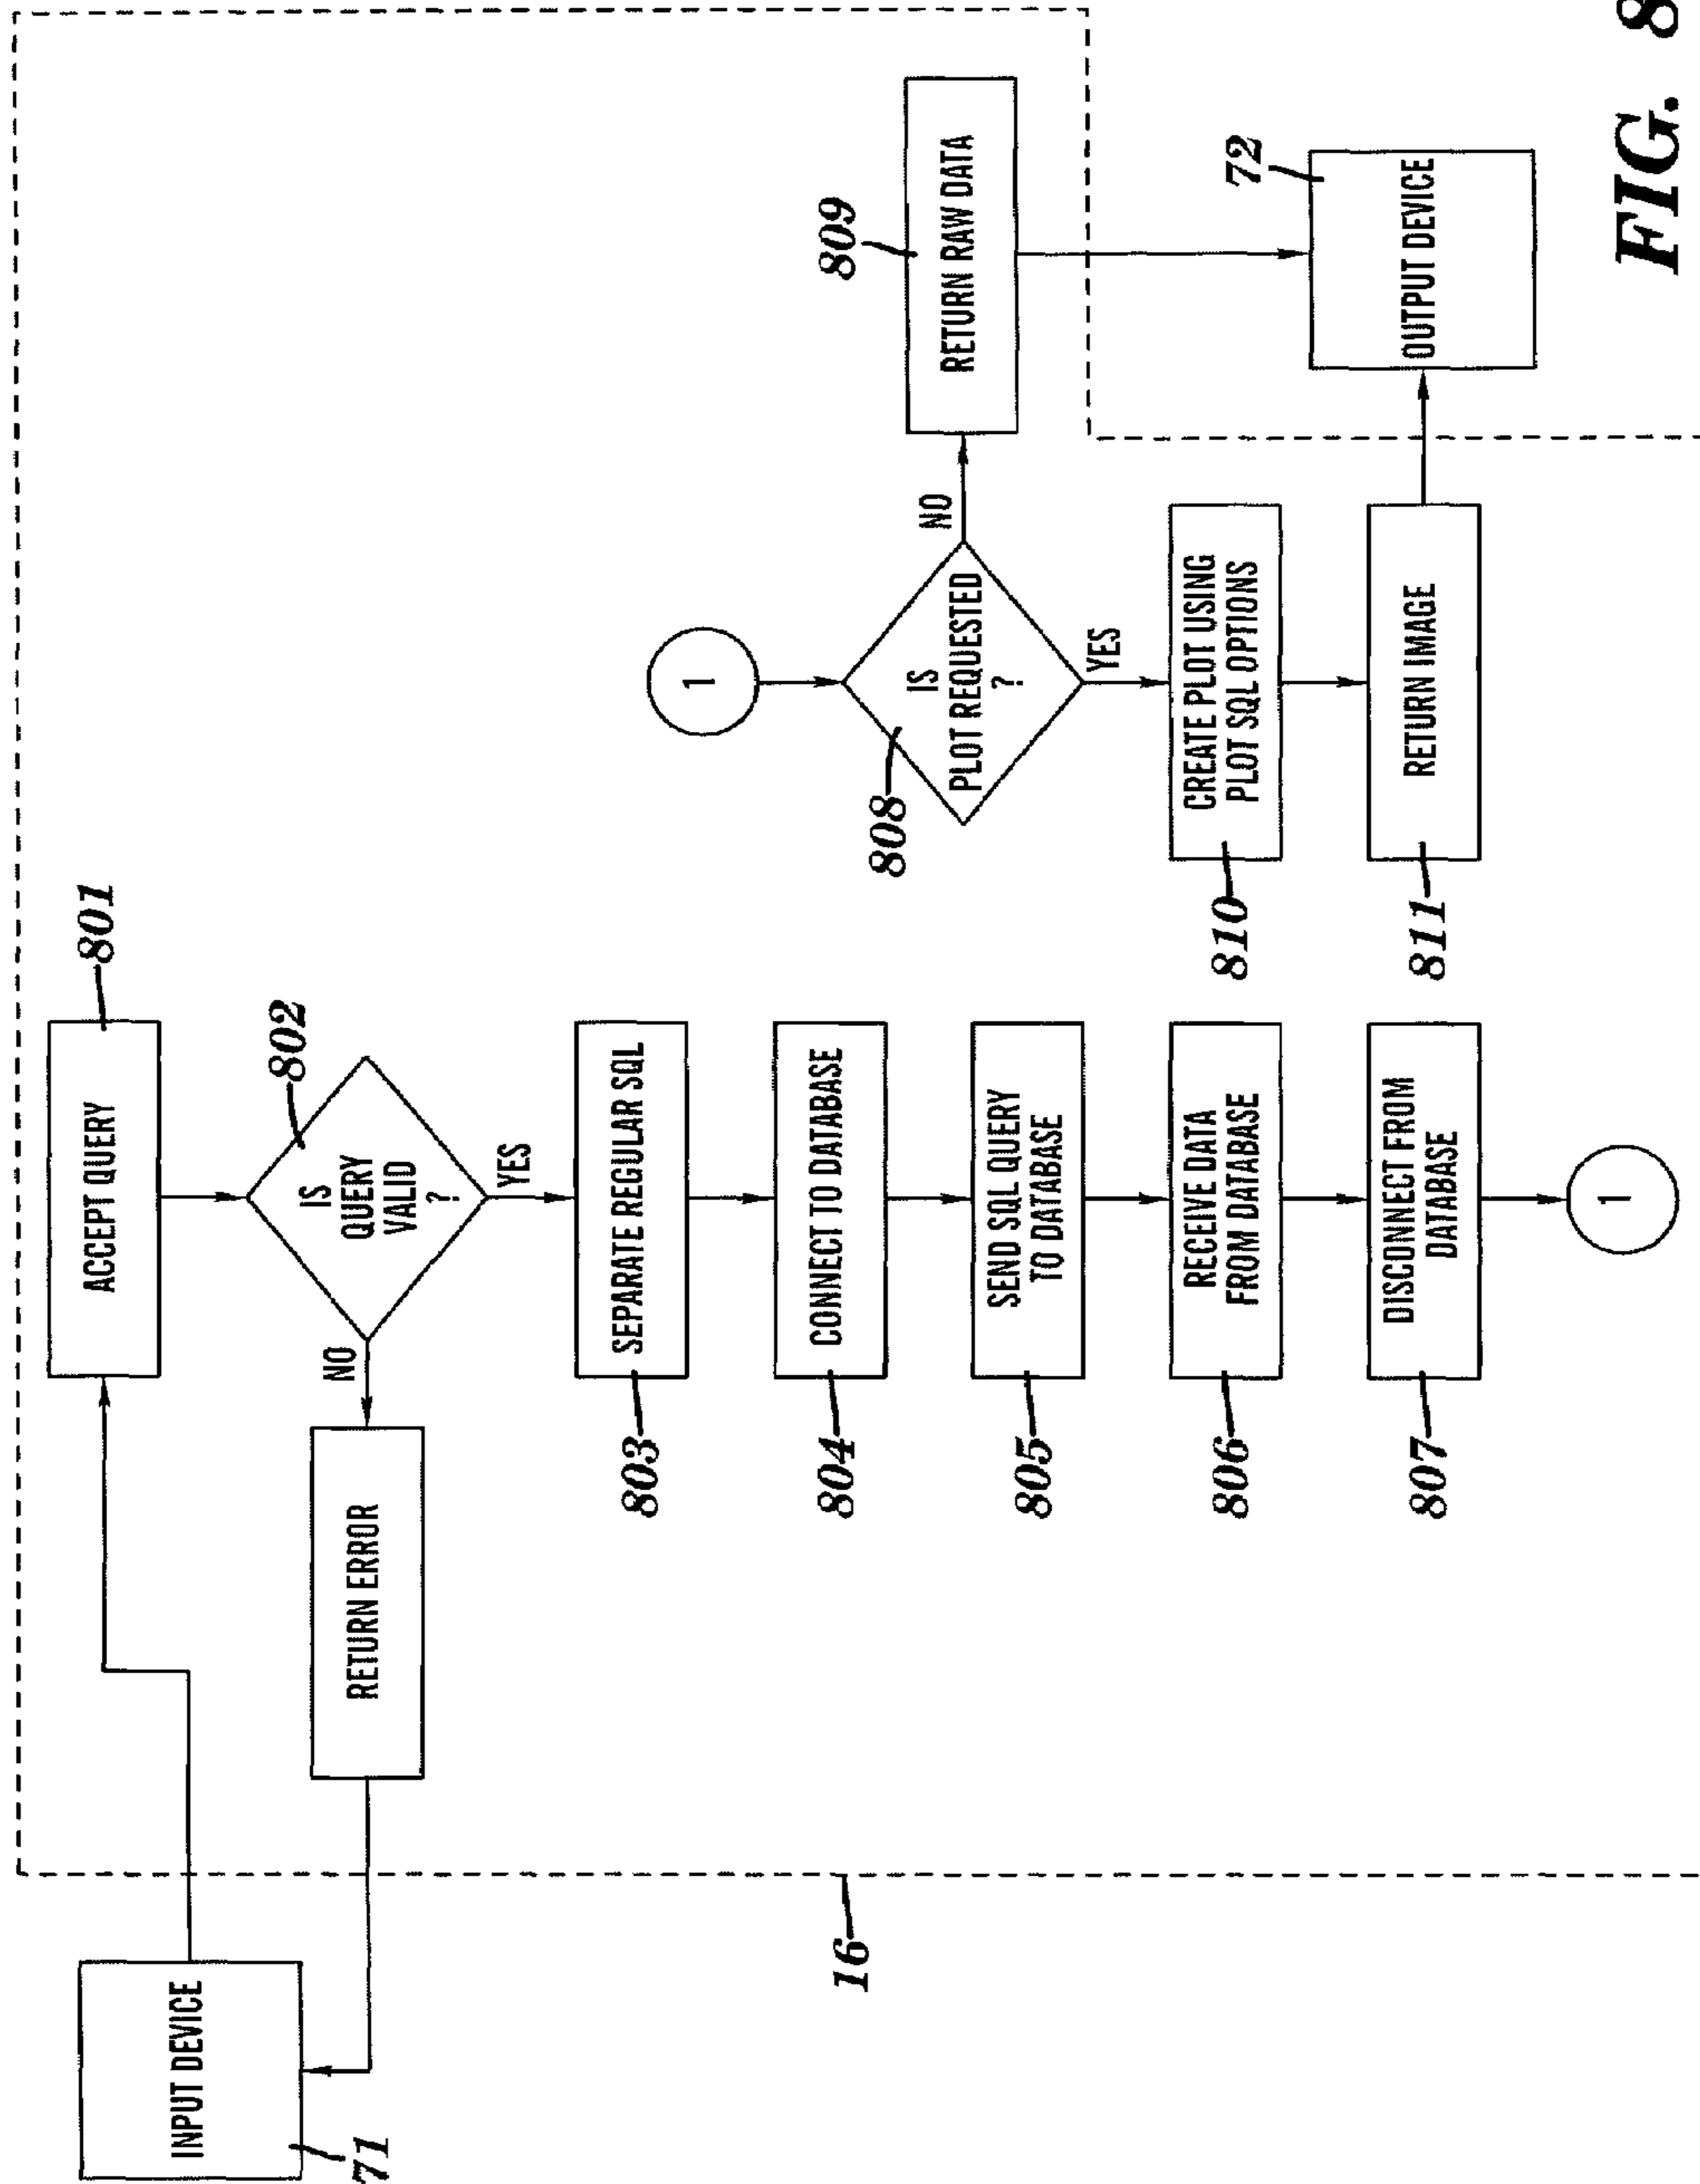 INPUT DEVICE
71
16
ACCEPT QUERY
801
IS
QUERY
VALID
?
802
NO
YES
RETURN ERROR
SEPARATE REGULAR SQL
803
CONNECT TO DATABASE
804
SEND SQL QUERY
TO DATABASE
805
RECEIVE DATA
FROM DATABASE
806
DISCONNECT FROM
DATABASE
807
1
1
IS
PLOT REQUESTED
?
808
NO
YES
RETURN RAW DATA
809
CREATE PLOT USING
PLOT SQL OPTIONS
810
RETURN IMAGE
811
OUTPUT DEVICE
72
FIG. 8